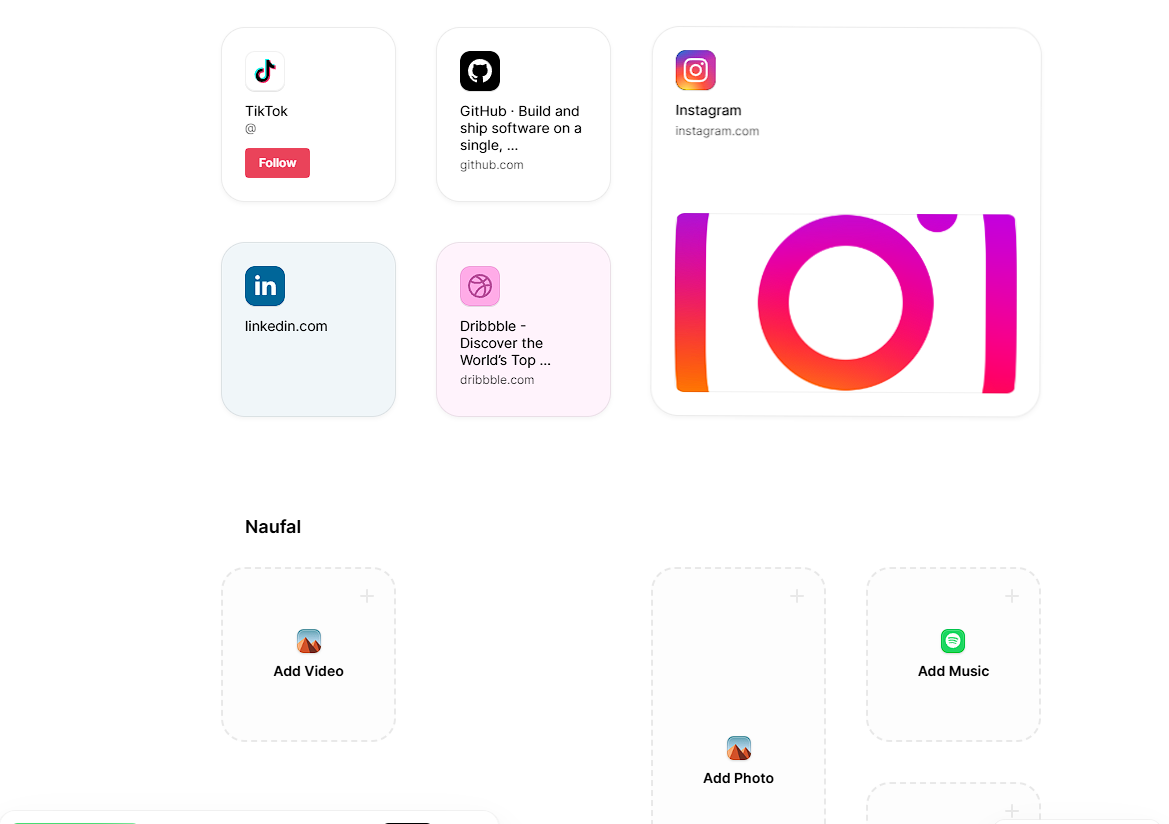 TikTok
@
Follow
GitHub · Build and
ship software on a
single, ...
github.com
Instagram
instagram.com
in
linkedin.com
Dribbble -
Discover the
World's Top ...
dribbble.com
Naufal
Add Video
Add Photo
Add Music